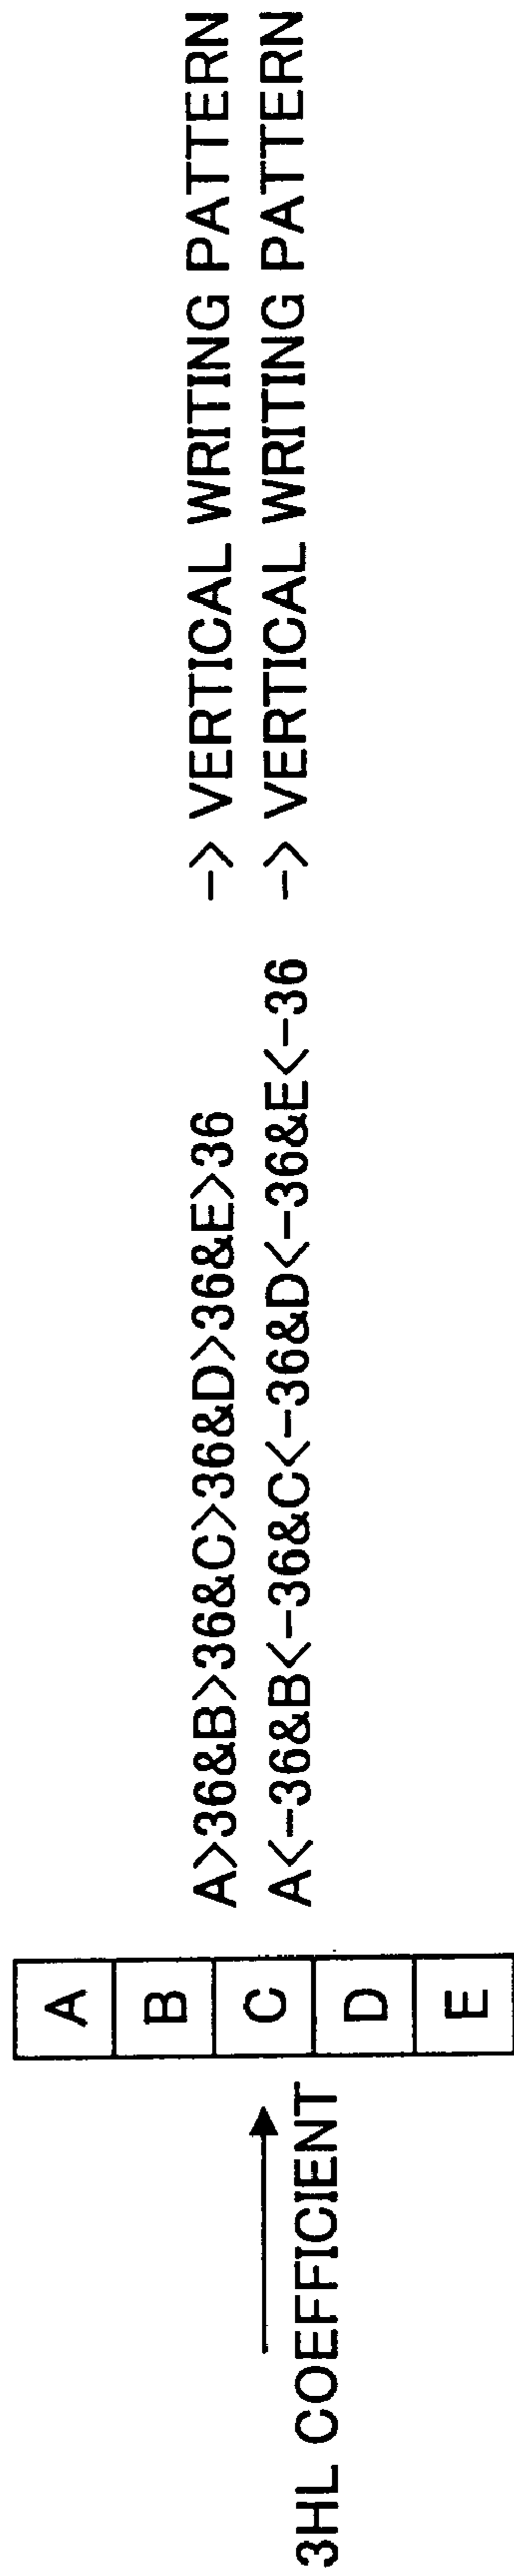 3HL COEFFICIENT
A
B
C
D
E
A>36&B>36&C>36&D>36&E>36 -> VERTICAL WRITING PATTERN
A<-36&B<-36&C<-36&D<-36&E<-36 -> VERTICAL WRITING PATTERN